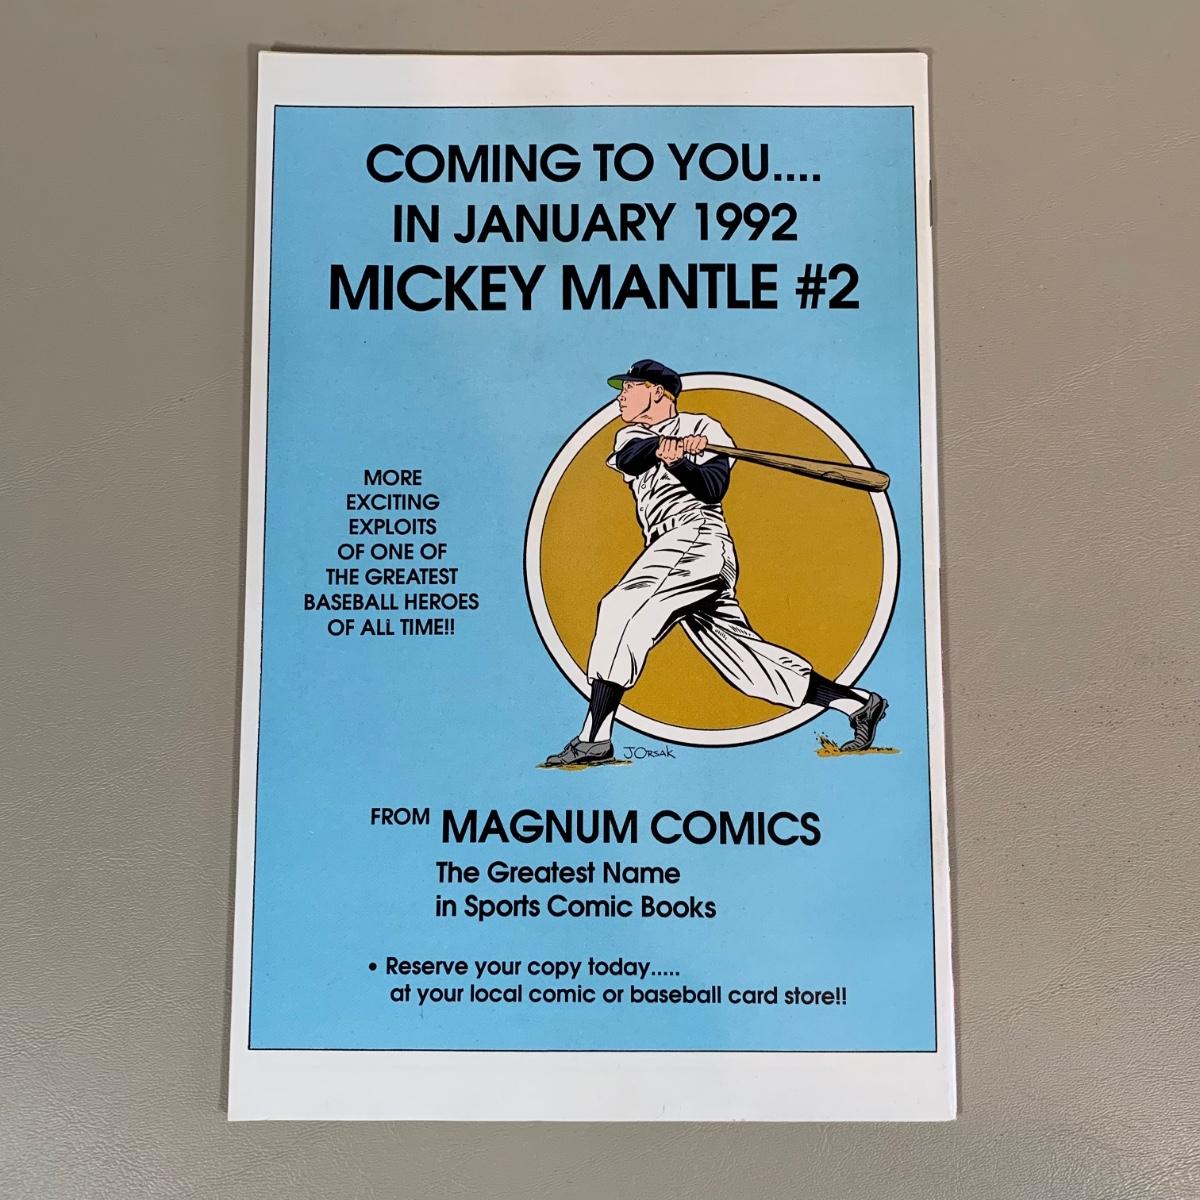 COMING TO YOU....
IN JANUARY 1992
MICKEY MANTLE #2
MORE
EXCITING
EXPLOITS
OF ONE OF
THE GREATEST
BASEBALL HEROES
OF ALL TIME!!
J ORSAK
FROM MAGNUM COMICS
The Greatest Name
in Sports Comic Books
• Reserve your copy today.....
at your local comic or baseball card store!!